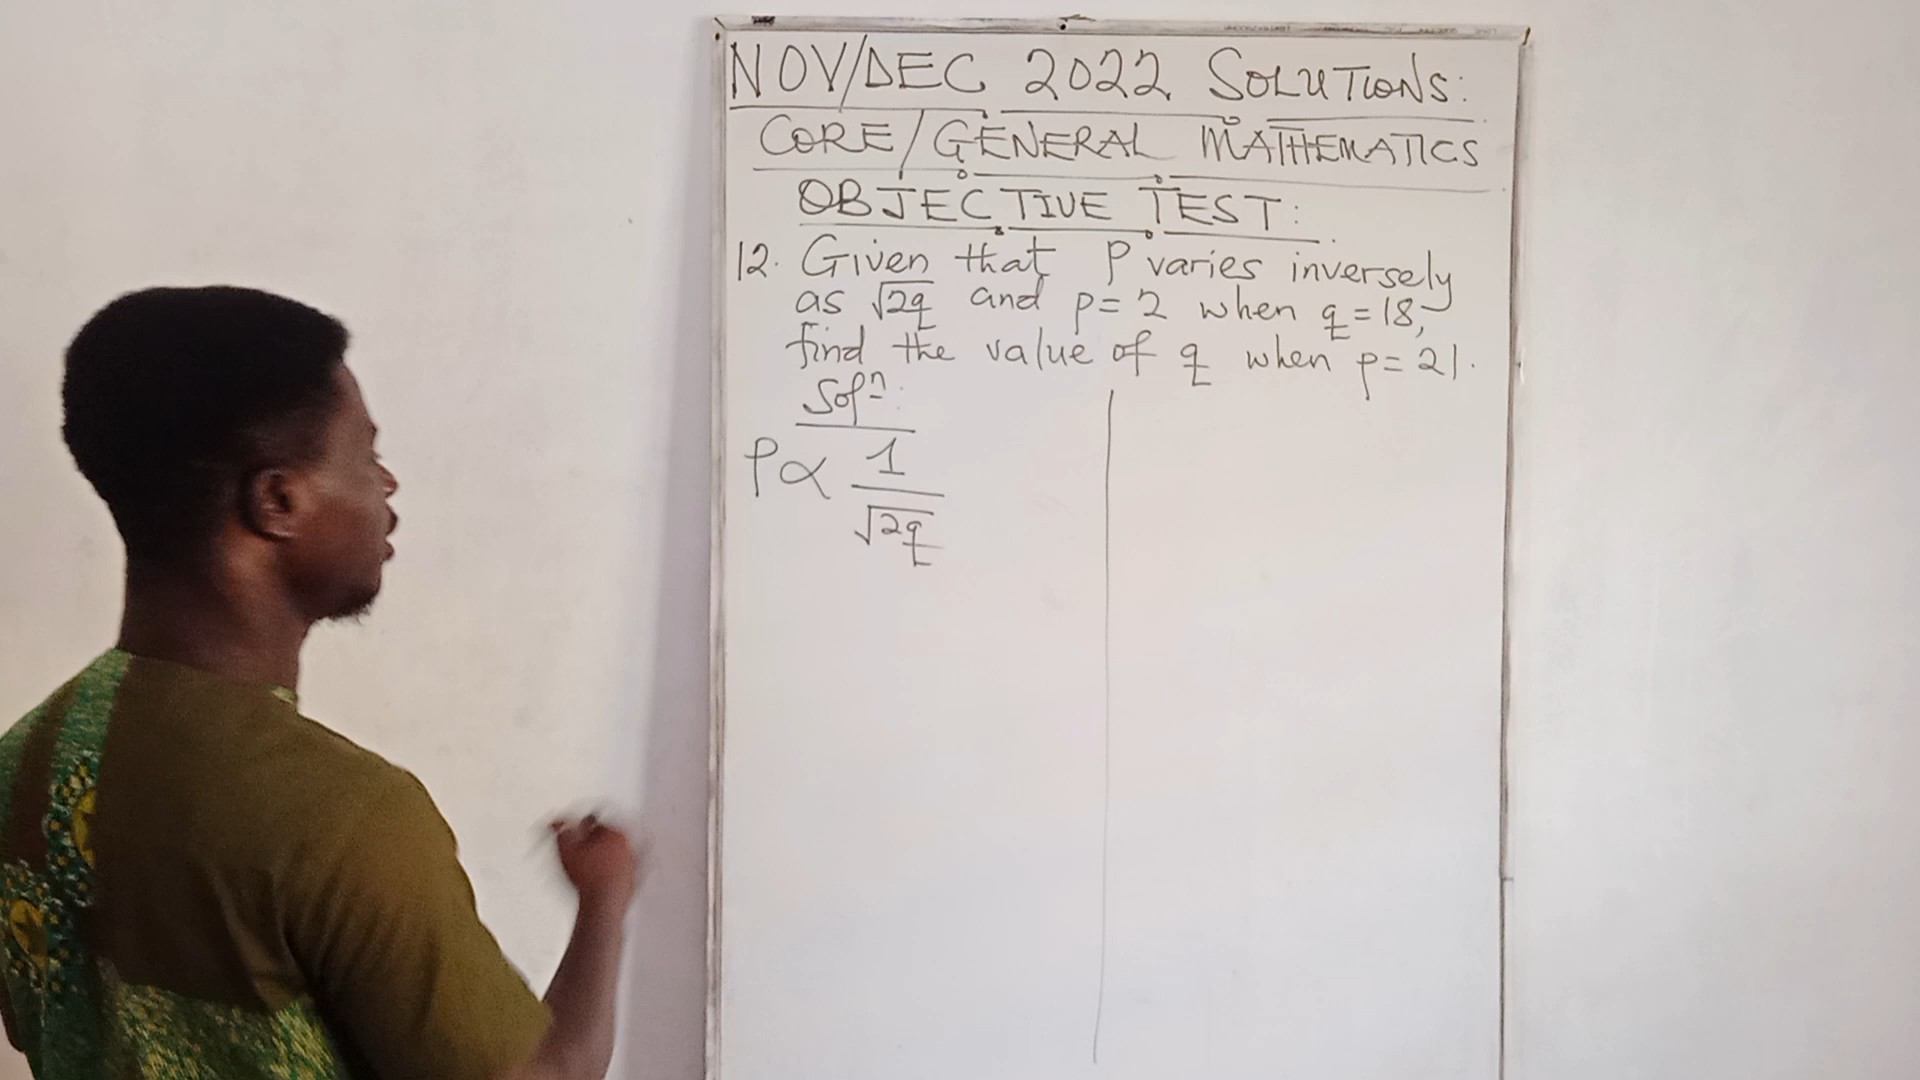 NOV/DEC 2022 SOLUTIONS:
CORE/GENERAL MATHEMATICS
OBJECTIVE TEST:
12. Given that P varies inversely
as √2q and p=2 when q=18,
find the value of q when p=21.
Solⁿ:
P∝ 1/√2q